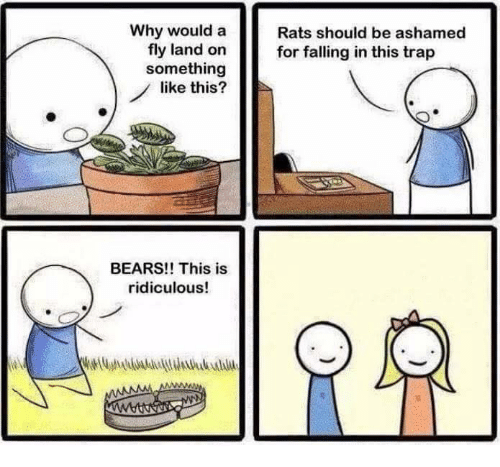 Why would a
fly land on
something
like this?
Rats should be ashamed
for falling in this trap
BEARS!! This is
ridiculous!